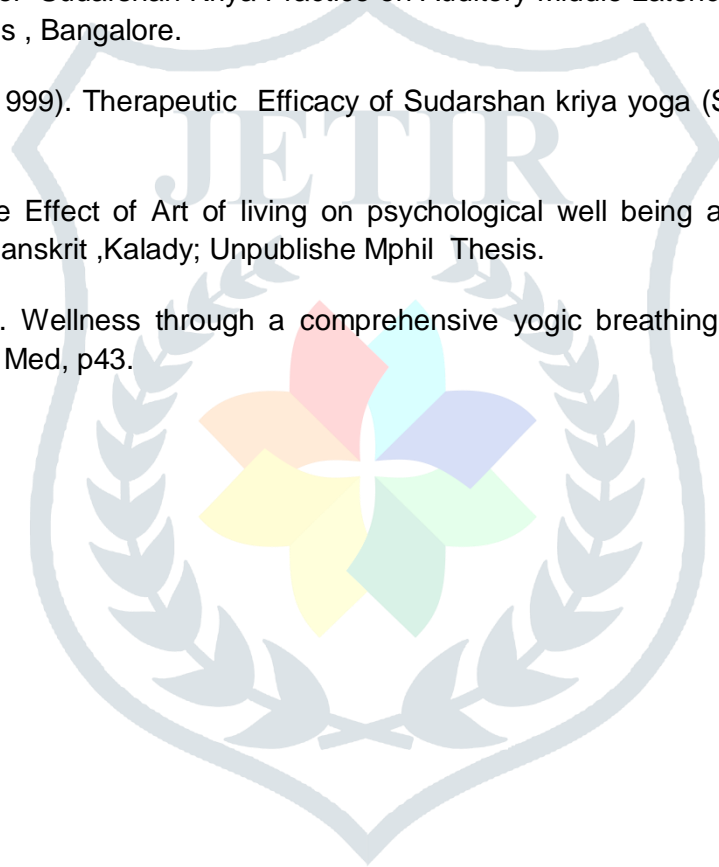 Sudarshan Kriya Practice on Auditory Middle
s , Bangalore.
999). Therapeutic Efficacy of Sudarshan kriya yoga (S
JETIR
e Effect of Art of living on psychological well being a
anskrit ,Kalady; Unpublishe Mphil Thesis.
. Wellness through a comprehensive yogic breathing
Med, p43.